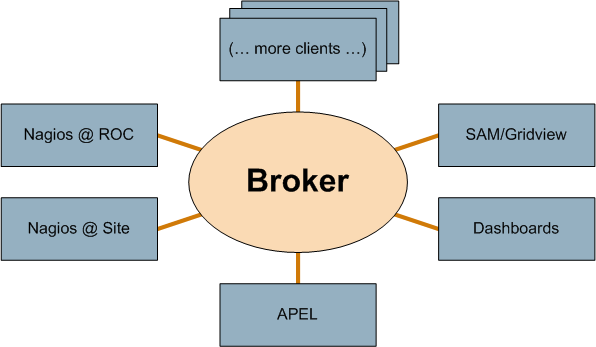 (... more clients ...)
Nagios @ ROC
SAM/Gridview
Broker
Nagios @ Site
Dashboards
APEL